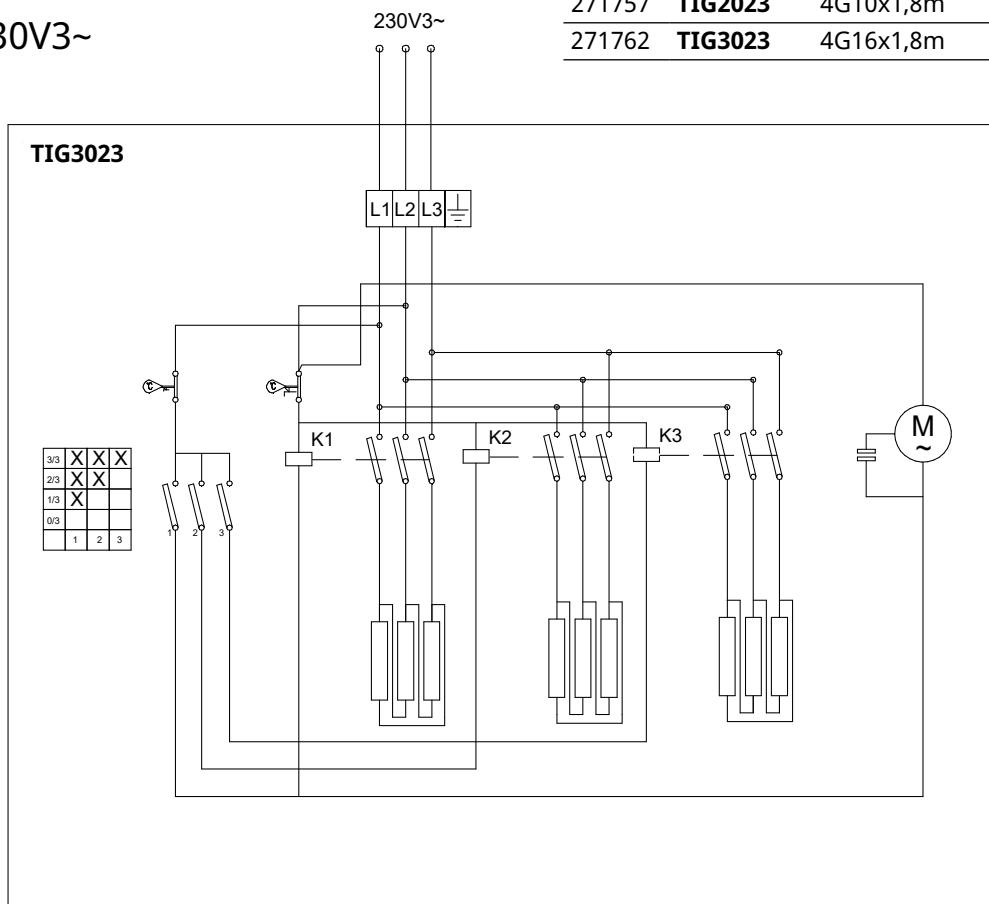 230V3~
271757 TIG2023 4G10x1,8m
30V3~
271762 TIG3023 4G16x1,8m
TIG3023
L1 L2 L3
K1 K2 K3
M
~
3/3 X X X
2/3 X X
1/3 X
0/3
1 2 3
1 2 3